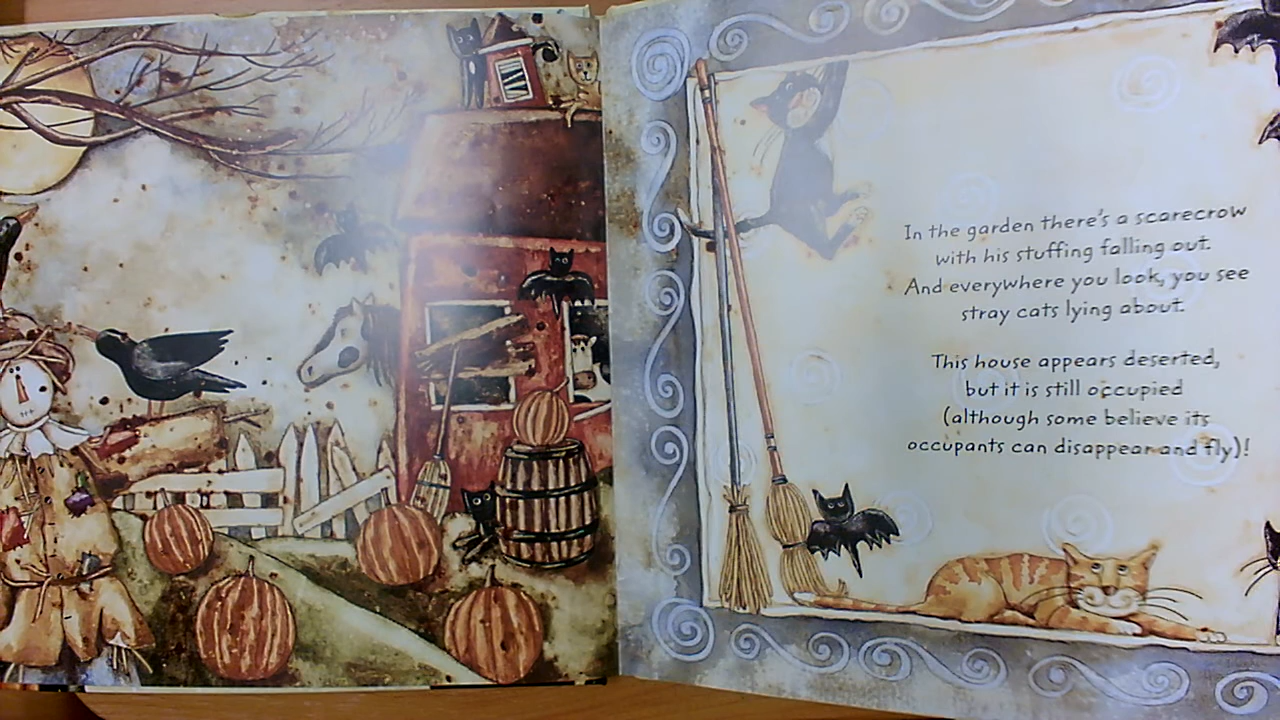 In the garden there's a scarecrow
with his stuffing falling out.
And everywhere you look, you see
stray cats lying about.
This house appears deserted,
but it is still occupied
(although some believe its
occupants can disappear and fly)!